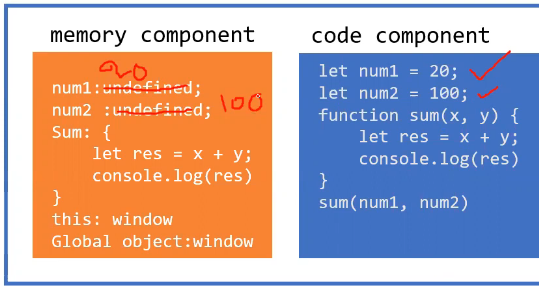 memory component
20
num1:undefined;
num2 :undefined; 100
Sum: {
let res = x + y;
console.log(res)
}
this: window
Global object:window
code component
let num1 = 20;
let num2 = 100;
function sum(x, y) {
let res = x + y;
console.log(res)
}
sum(num1, num2)